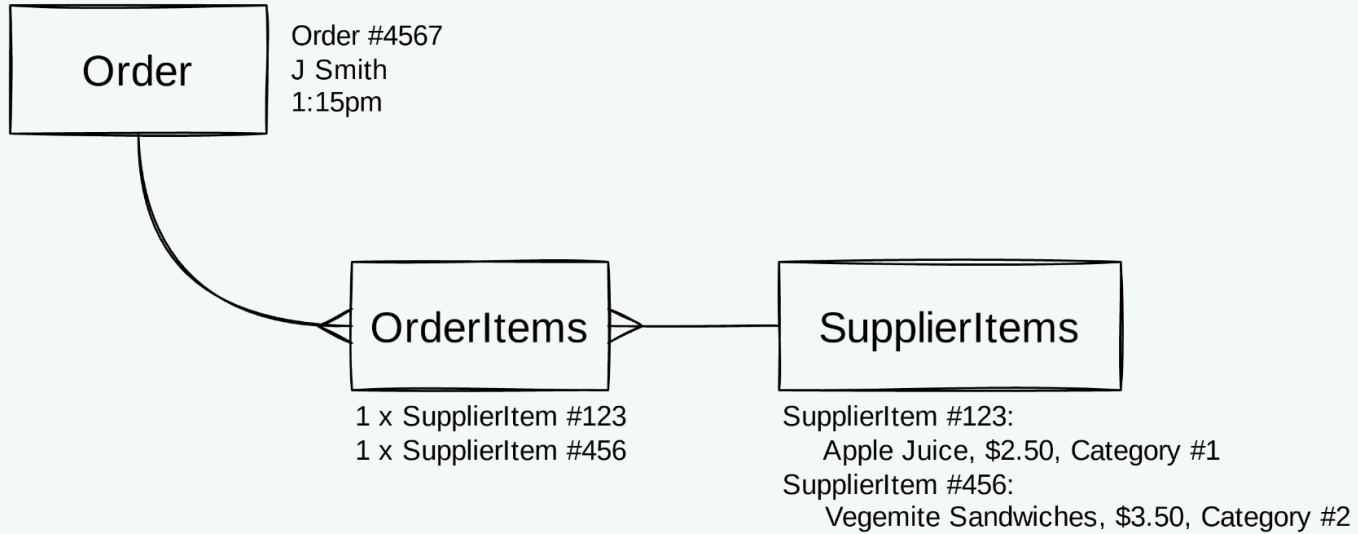 Order
Order #4567
J Smith
1:15pm
OrderItems
1 x SupplierItem #123
1 x SupplierItem #456
SupplierItems
SupplierItem #123:
Apple Juice, $2.50, Category #1
SupplierItem #456:
Vegemite Sandwiches, $3.50, Category #2